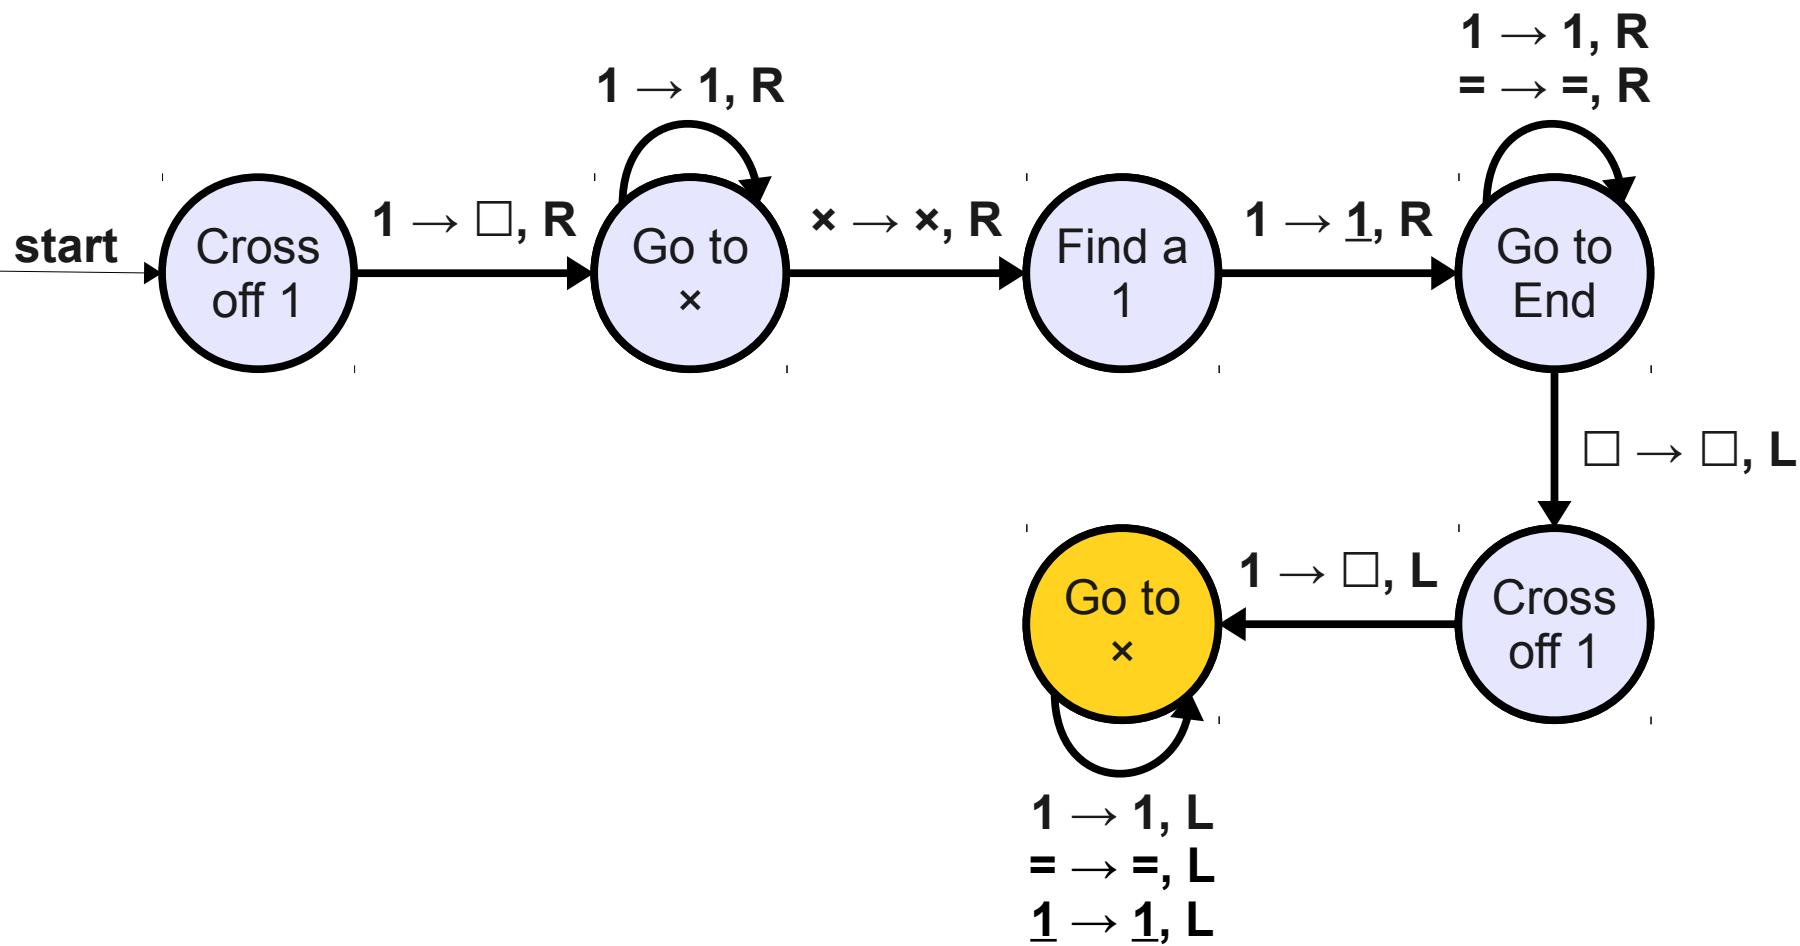 1 → 1, R
= → =, R
1 → 1, R
start
Cross
off 1
1 → □, R
Go to
×
× → ×, R
Find a
1
1 → 1, R
Go to
End
□ → □, L
Go to
×
1 → □, L
Cross
off 1
1 → 1, L
= → =, L
1 → 1, L